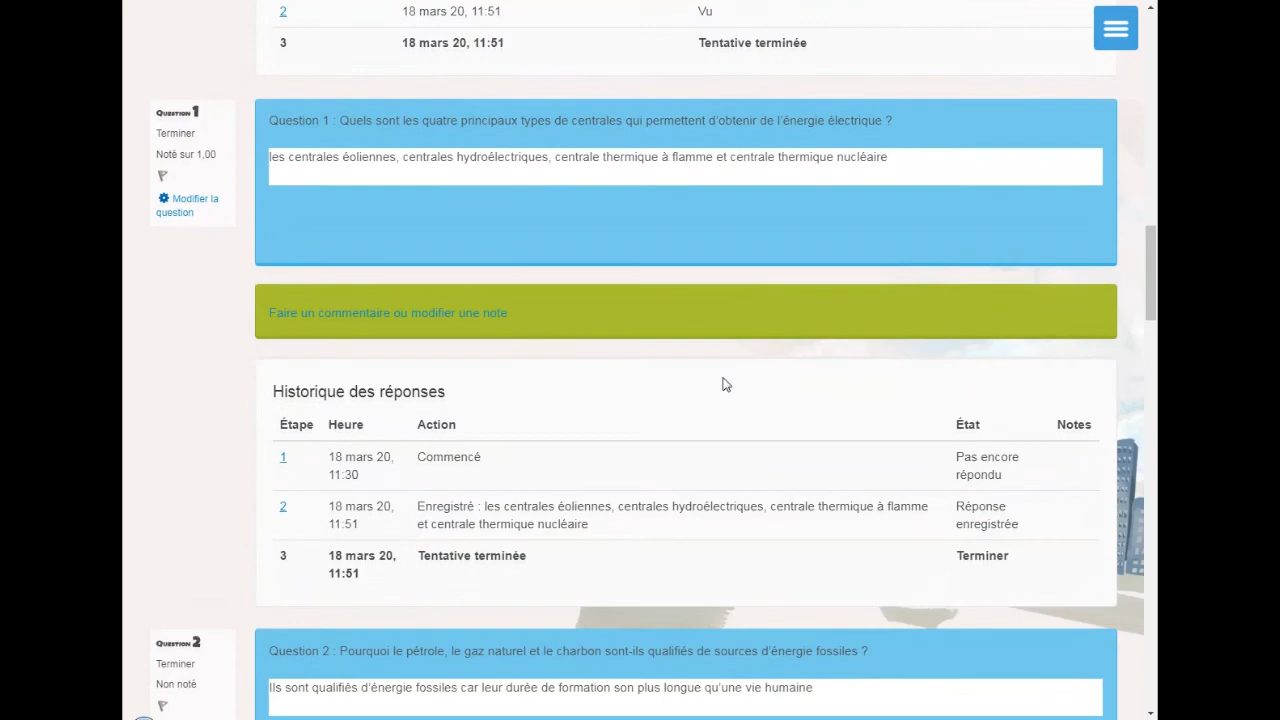 2 18 mars 20, 11:51 Vu
3 18 mars 20, 11:51 Tentative terminée
Question 1
Terminer
Noté sur 1,00
Modifier la
question
Question 1 : Quels sont les quatre principaux types de centrales qui permettent d'obtenir de l'énergie électrique ?
les centrales éoliennes, centrales hydroélectriques, centrale thermique à flamme et centrale thermique nucléaire
Faire un commentaire ou modifier une note
Historique des réponses
Étape Heure Action État Notes
1 18 mars 20, Commencé Pas encore
11:30 répondu
2 18 mars 20, Enregistré : les centrales éoliennes, centrales hydroélectriques, centrale thermique à flamme Réponse
11:51 et centrale thermique nucléaire enregistrée
3 18 mars 20, Tentative terminée Terminer
11:51
Question 2
Terminer
Non noté
Question 2 : Pourquoi le pétrole, le gaz naturel et le charbon sont-ils qualifiés de sources d'énergie fossiles ?
Ils sont qualifiés d'énergie fossiles car leur durée de formation son plus longue qu'une vie humaine